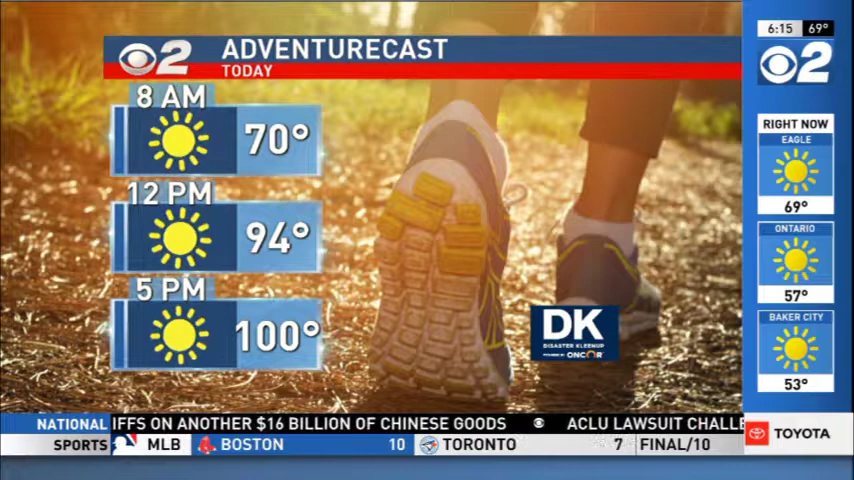 2 ADVENTURECAST
TODAY
8 AM
70°
12 PM
94°
5 PM
100°
DK
DISASTER KLEENUP
POWERED BY ONCOR
6:15 69°
2
RIGHT NOW
EAGLE
69°
ONTARIO
57°
BAKER CITY
53°
NATIONAL IFFS ON ANOTHER $16 BILLION OF CHINESE GOODS ACLU LAWSUIT CHALLE
SPORTS MLB BOSTON 10 TORONTO 7 FINAL/10
TOYOTA